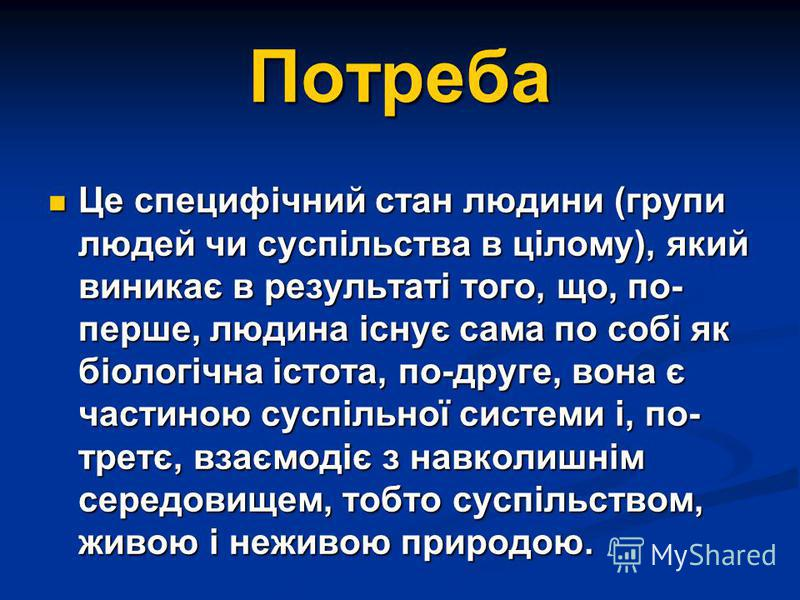 Потреба
Це специфічний стан людини (групи
людей чи суспільства в цілому), який
виникає в результаті того, що, по-
перше, людина існує сама по собі як
біологічна істота, по-друге, вона є
частиною суспільної системи і, по-
третє, взаємодіє з навколишнім
середовищем, тобто суспільством,
живою і неживою природою.
MyShared